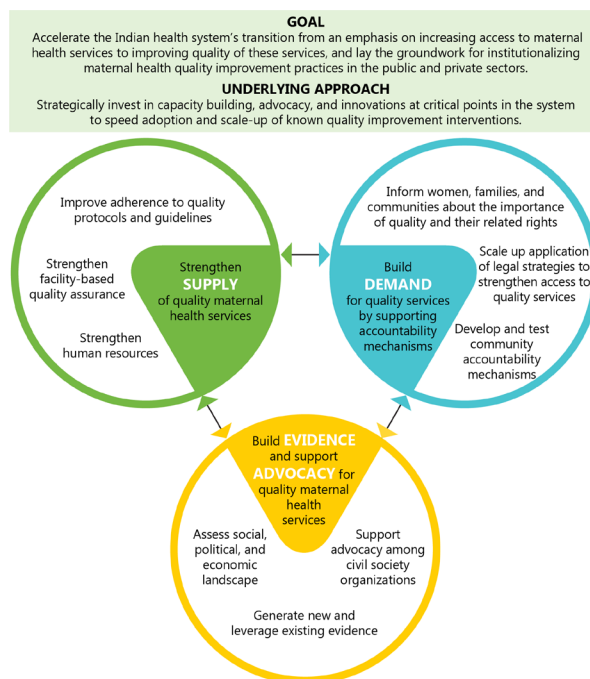 GOAL
Accelerate the Indian health system's transition from an emphasis on increasing access to maternal
health services to improving quality of these services, and lay the groundwork for institutionalizing
maternal health quality improvement practices in the public and private sectors.
UNDERLYING APPROACH
Strategically invest in capacity building, advocacy, and innovations at critical points in the system
to speed adoption and scale-up of known quality improvement interventions.
Improve adherence to quality
protocols and guidelines
Strengthen
facility-based
quality assurance
Strengthen
human resources
Strengthen
SUPPLY
of quality maternal
health services
Inform women, families, and
communities about the importance
of quality and their related rights
Build
DEMAND
for quality services
by supporting
accountability
mechanisms
Scale up application
of legal strategies to
strengthen access to
quality services
Develop and test
community
accountability
mechanisms
Build EVIDENCE
and support
ADVOCACY for
quality maternal
health
services
Assess social,
political, and
economic
landscape
Support
advocacy among
civil society
organizations
Generate new and
leverage existing evidence